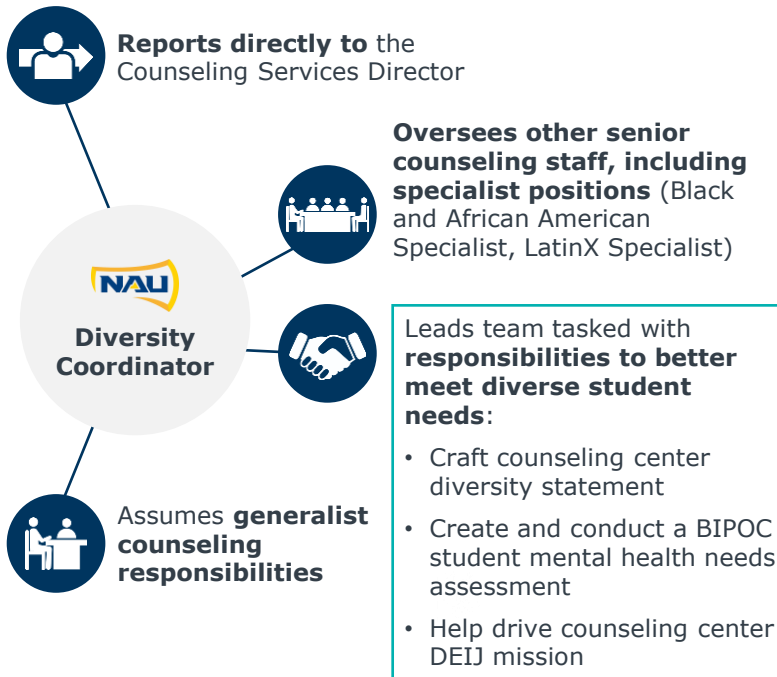 Reports directly to the
Counseling Services Director
Oversees other senior
counseling staff, including
specialist positions (Black
and African American
Specialist, LatinX Specialist)
NAU
Diversity
Coordinator
Leads team tasked with
responsibilities to better
meet diverse student
needs:
• Craft counseling center
diversity statement
• Create and conduct a BIPOC
student mental health needs
assessment
• Help drive counseling center
DEIJ mission
Assumes generalist
counseling
responsibilities